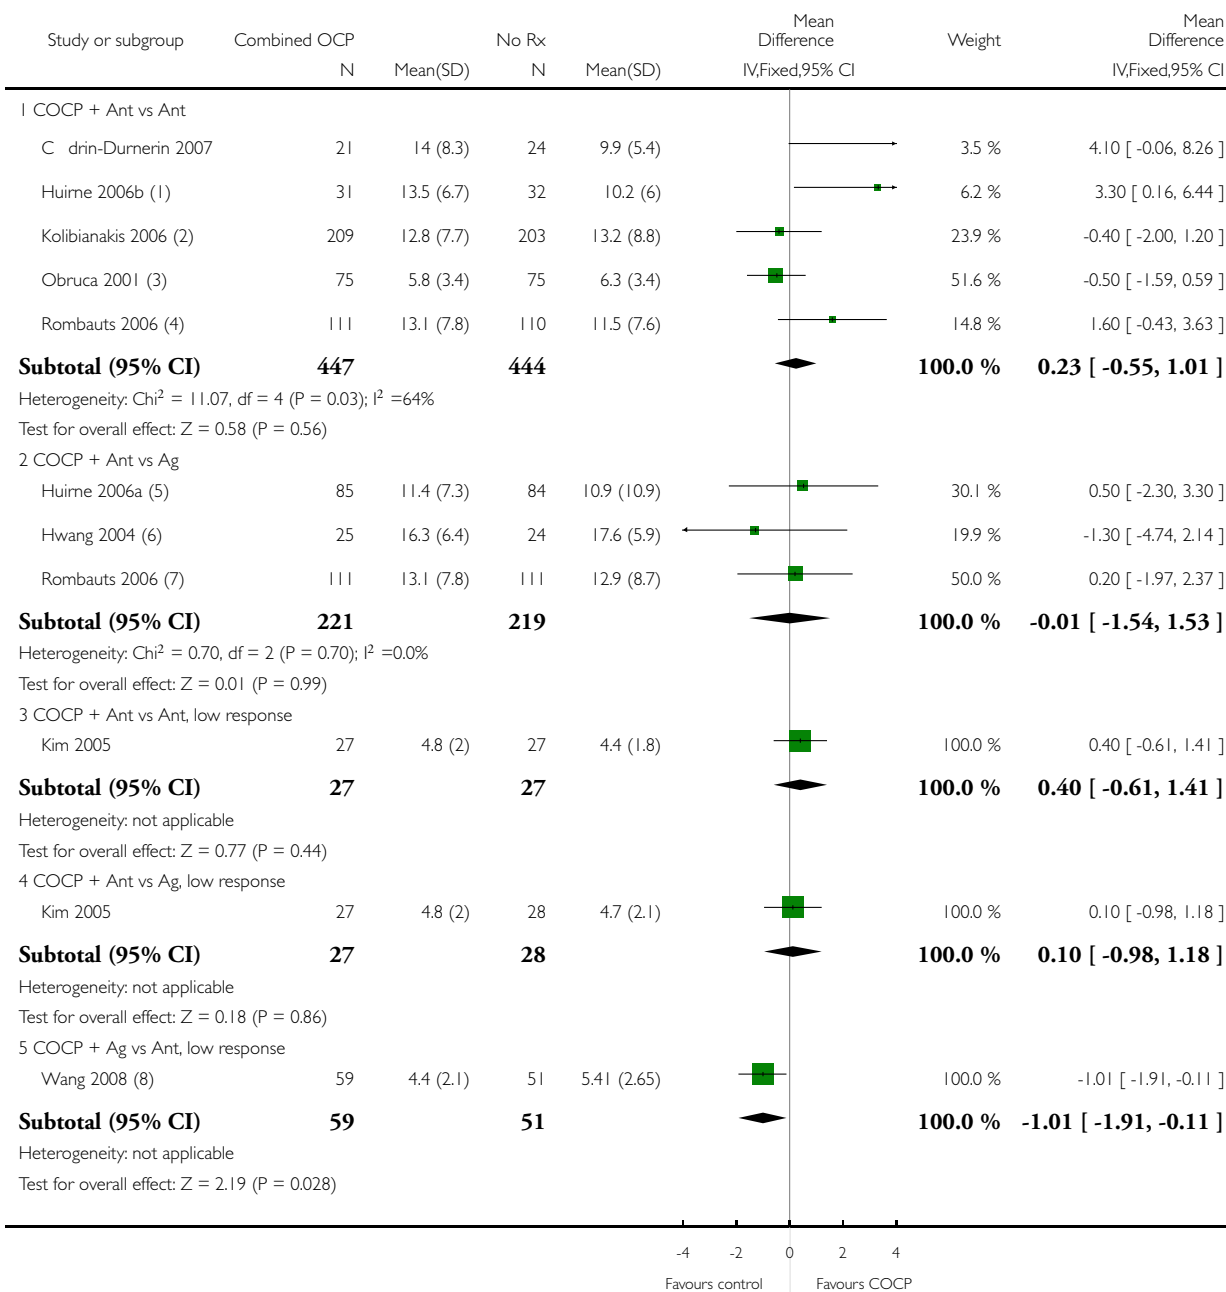 Study or subgroup Combined OCP No Rx Mean Difference Weight Mean Difference
N Mean(SD) N Mean(SD) IV,Fixed,95% CI IV,Fixed,95% CI
1 COCP + Ant vs Ant
C drin-Durnerin 2007 21 14 (8.3) 24 9.9 (5.4) 3.5 % 4.10 [ -0.06, 8.26 ]
Huirne 2006b (1) 31 13.5 (6.7) 32 10.2 (6) 6.2 % 3.30 [ 0.16, 6.44 ]
Kolibianakis 2006 (2) 209 12.8 (7.7) 203 13.2 (8.8) 23.9 % -0.40 [ -2.00, 1.20 ]
Obruca 2001 (3) 75 5.8 (3.4) 75 6.3 (3.4) 51.6 % -0.50 [ -1.59, 0.59 ]
Rombauts 2006 (4) 111 13.1 (7.8) 110 11.5 (7.6) 14.8 % 1.60 [ -0.43, 3.63 ]
Subtotal (95% CI) 447 444 100.0 % 0.23 [ -0.55, 1.01 ]
Heterogeneity: Chi² = 11.07, df = 4 (P = 0.03); I² =64%
Test for overall effect: Z = 0.58 (P = 0.56)
2 COCP + Ant vs Ag
Huirne 2006a (5) 85 11.4 (7.3) 84 10.9 (10.9) 30.1 % 0.50 [ -2.30, 3.30 ]
Hwang 2004 (6) 25 16.3 (6.4) 24 17.6 (5.9) 19.9 % -1.30 [ -4.74, 2.14 ]
Rombauts 2006 (7) 111 13.1 (7.8) 111 12.9 (8.7) 50.0 % 0.20 [ -1.97, 2.37 ]
Subtotal (95% CI) 221 219 100.0 % -0.01 [ -1.54, 1.53 ]
Heterogeneity: Chi² = 0.70, df = 2 (P = 0.70); I² =0.0%
Test for overall effect: Z = 0.01 (P = 0.99)
3 COCP + Ant vs Ant, low response
Kim 2005 27 4.8 (2) 27 4.4 (1.8) 100.0 % 0.40 [ -0.61, 1.41 ]
Subtotal (95% CI) 27 27 100.0 % 0.40 [ -0.61, 1.41 ]
Heterogeneity: not applicable
Test for overall effect: Z = 0.77 (P = 0.44)
4 COCP + Ant vs Ag, low response
Kim 2005 27 4.8 (2) 28 4.7 (2.1) 100.0 % 0.10 [ -0.98, 1.18 ]
Subtotal (95% CI) 27 28 100.0 % 0.10 [ -0.98, 1.18 ]
Heterogeneity: not applicable
Test for overall effect: Z = 0.18 (P = 0.86)
5 COCP + Ag vs Ant, low response
Wang 2008 (8) 59 4.4 (2.1) 51 5.41 (2.65) 100.0 % -1.01 [ -1.91, -0.11 ]
Subtotal (95% CI) 59 51 100.0 % -1.01 [ -1.91, -0.11 ]
Heterogeneity: not applicable
Test for overall effect: Z = 2.19 (P = 0.028)
-4 -2 0 2 4
Favours control Favours COCP